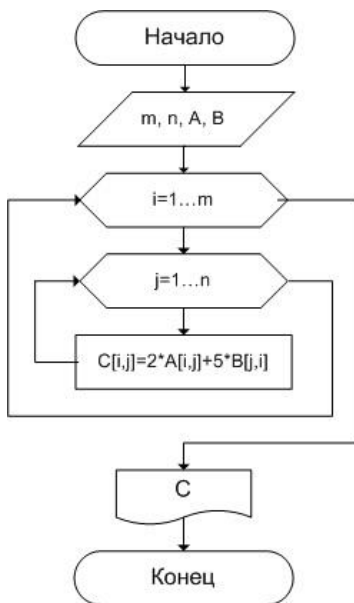 Начало
m, n, A, B
i=1...m
j=1...n
C[i,j]=2*A[i,j]+5*B[j,i]
C
Конец